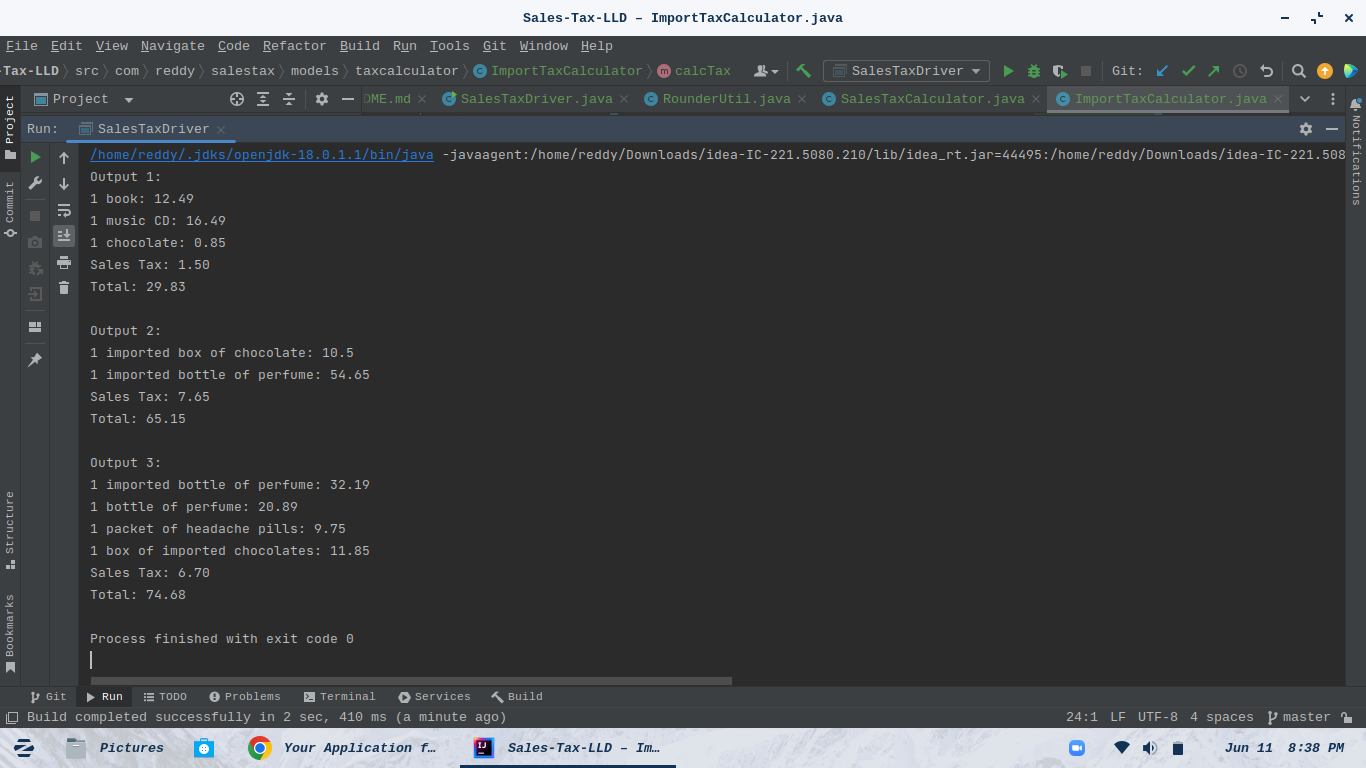 Sales-Tax-LLD – ImportTaxCalculator.java
File Edit View Navigate Code Refactor Build Run Tools Git Window Help
-Tax-LLD src com reddy salestax models taxcalculator ImportTaxCalculator calcTax SalesTaxDriver Git:
Project
Project
.md SalesTaxDriver.java RounderUtil.java SalesTaxCalculator.java ImportTaxCalculator.java
Run: SalesTaxDriver
Notifications
Commit
/home/reddy/.jdks/openjdk-18.0.1.1/bin/java -javaagent:/home/reddy/Downloads/idea-IC-221.5080.210/lib/idea_rt.jar=44495:/home/reddy/Downloads/idea-IC-221.508
Output 1:
1 book: 12.49
1 music CD: 16.49
1 chocolate: 0.85
Sales Tax: 1.50
Total: 29.83
Output 2:
1 imported box of chocolate: 10.5
1 imported bottle of perfume: 54.65
Sales Tax: 7.65
Total: 65.15
Output 3:
1 imported bottle of perfume: 32.19
1 bottle of perfume: 20.89
1 packet of headache pills: 9.75
1 box of imported chocolates: 11.85
Sales Tax: 6.70
Total: 74.68
Process finished with exit code 0
Structure
Bookmarks
Git Run TODO Problems Terminal Services Build
Build completed successfully in 2 sec, 410 ms (a minute ago) 24:1 LF UTF-8 4 spaces master
Pictures Your Application f… Sales-Tax-LLD – Im… Jun 11 8:38 PM